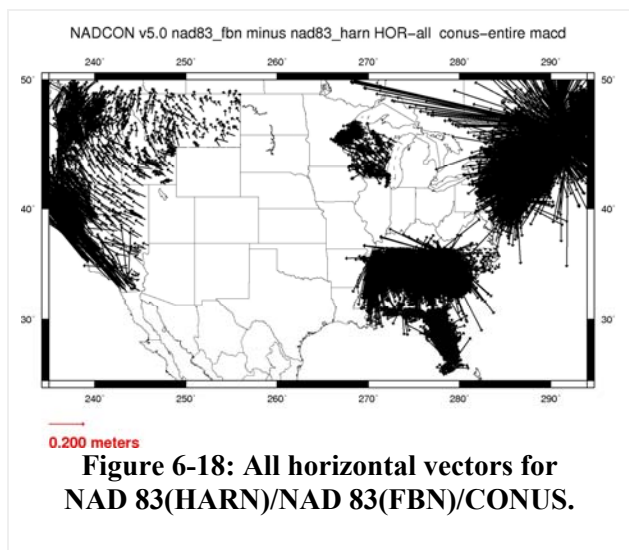 NADCON v5.0 nad83_fbn minus nad83_harn HOR-all conus-entire macd
240° 250° 260° 270° 280° 290°
50° 50°
40° 40°
30° 30°
240° 250° 260° 270° 280° 290°
0.200 meters
Figure 6-18: All horizontal vectors for
NAD 83(HARN)/NAD 83(FBN)/CONUS.